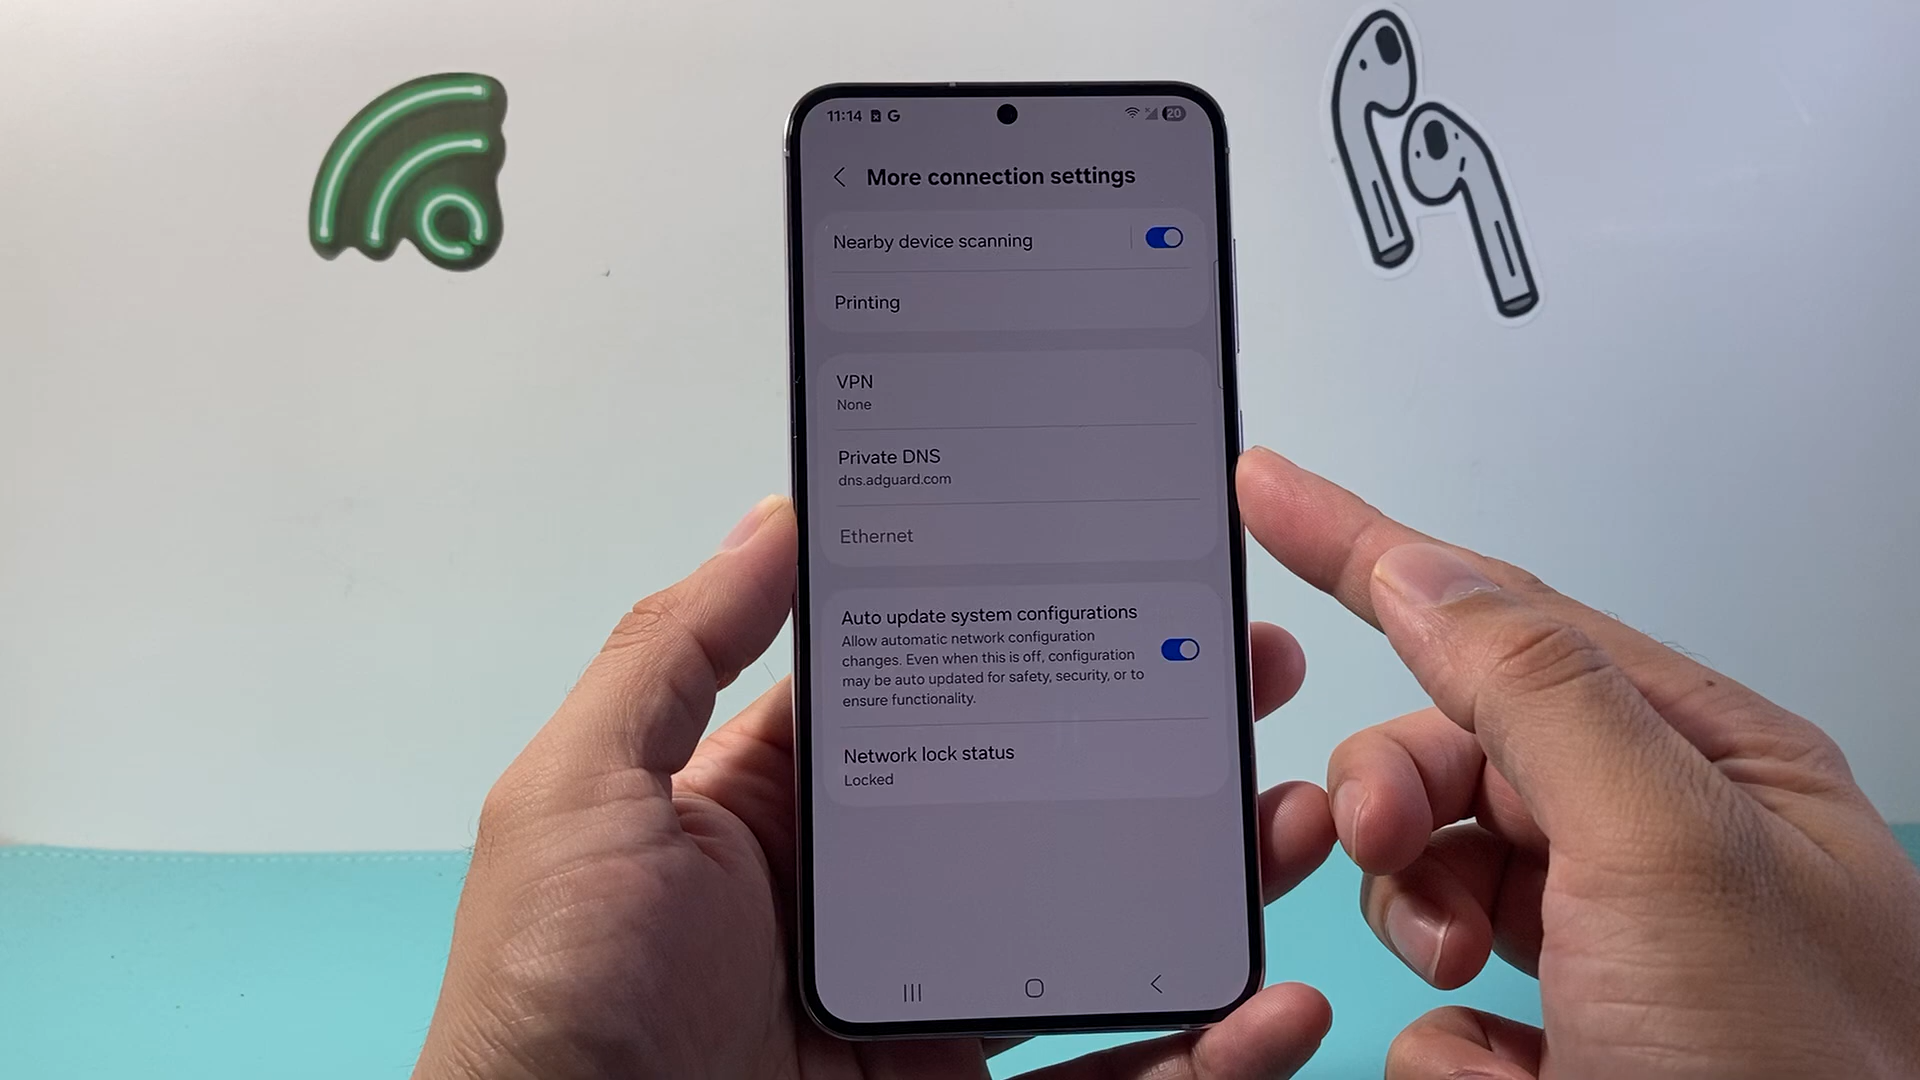 11:14 G
20
More connection settings
Nearby device scanning
Printing
VPN
None
Private DNS
dns.adguard.com
Ethernet
Auto update system configurations
Allow automatic network configuration
changes. Even when this is off, configuration
may be auto updated for safety, security, or to
ensure functionality.
Network lock status
Locked